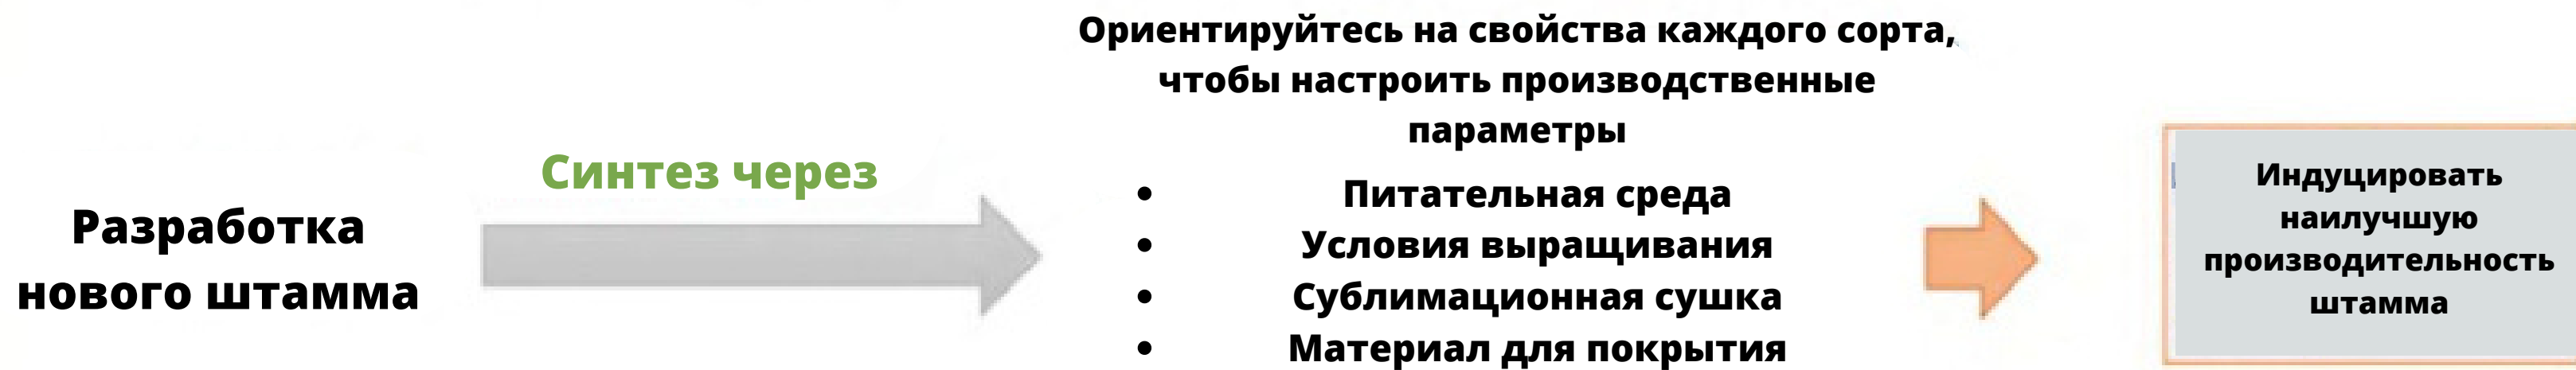 Разработка
нового штамма
Синтез через
Ориентируйтесь на свойства каждого сорта,
чтобы настроить производственные
параметры
• Питательная среда
• Условия выращивания
• Сублимационная сушка
• Материал для покрытия
Индуцировать
наилучшую
производительность
штамма